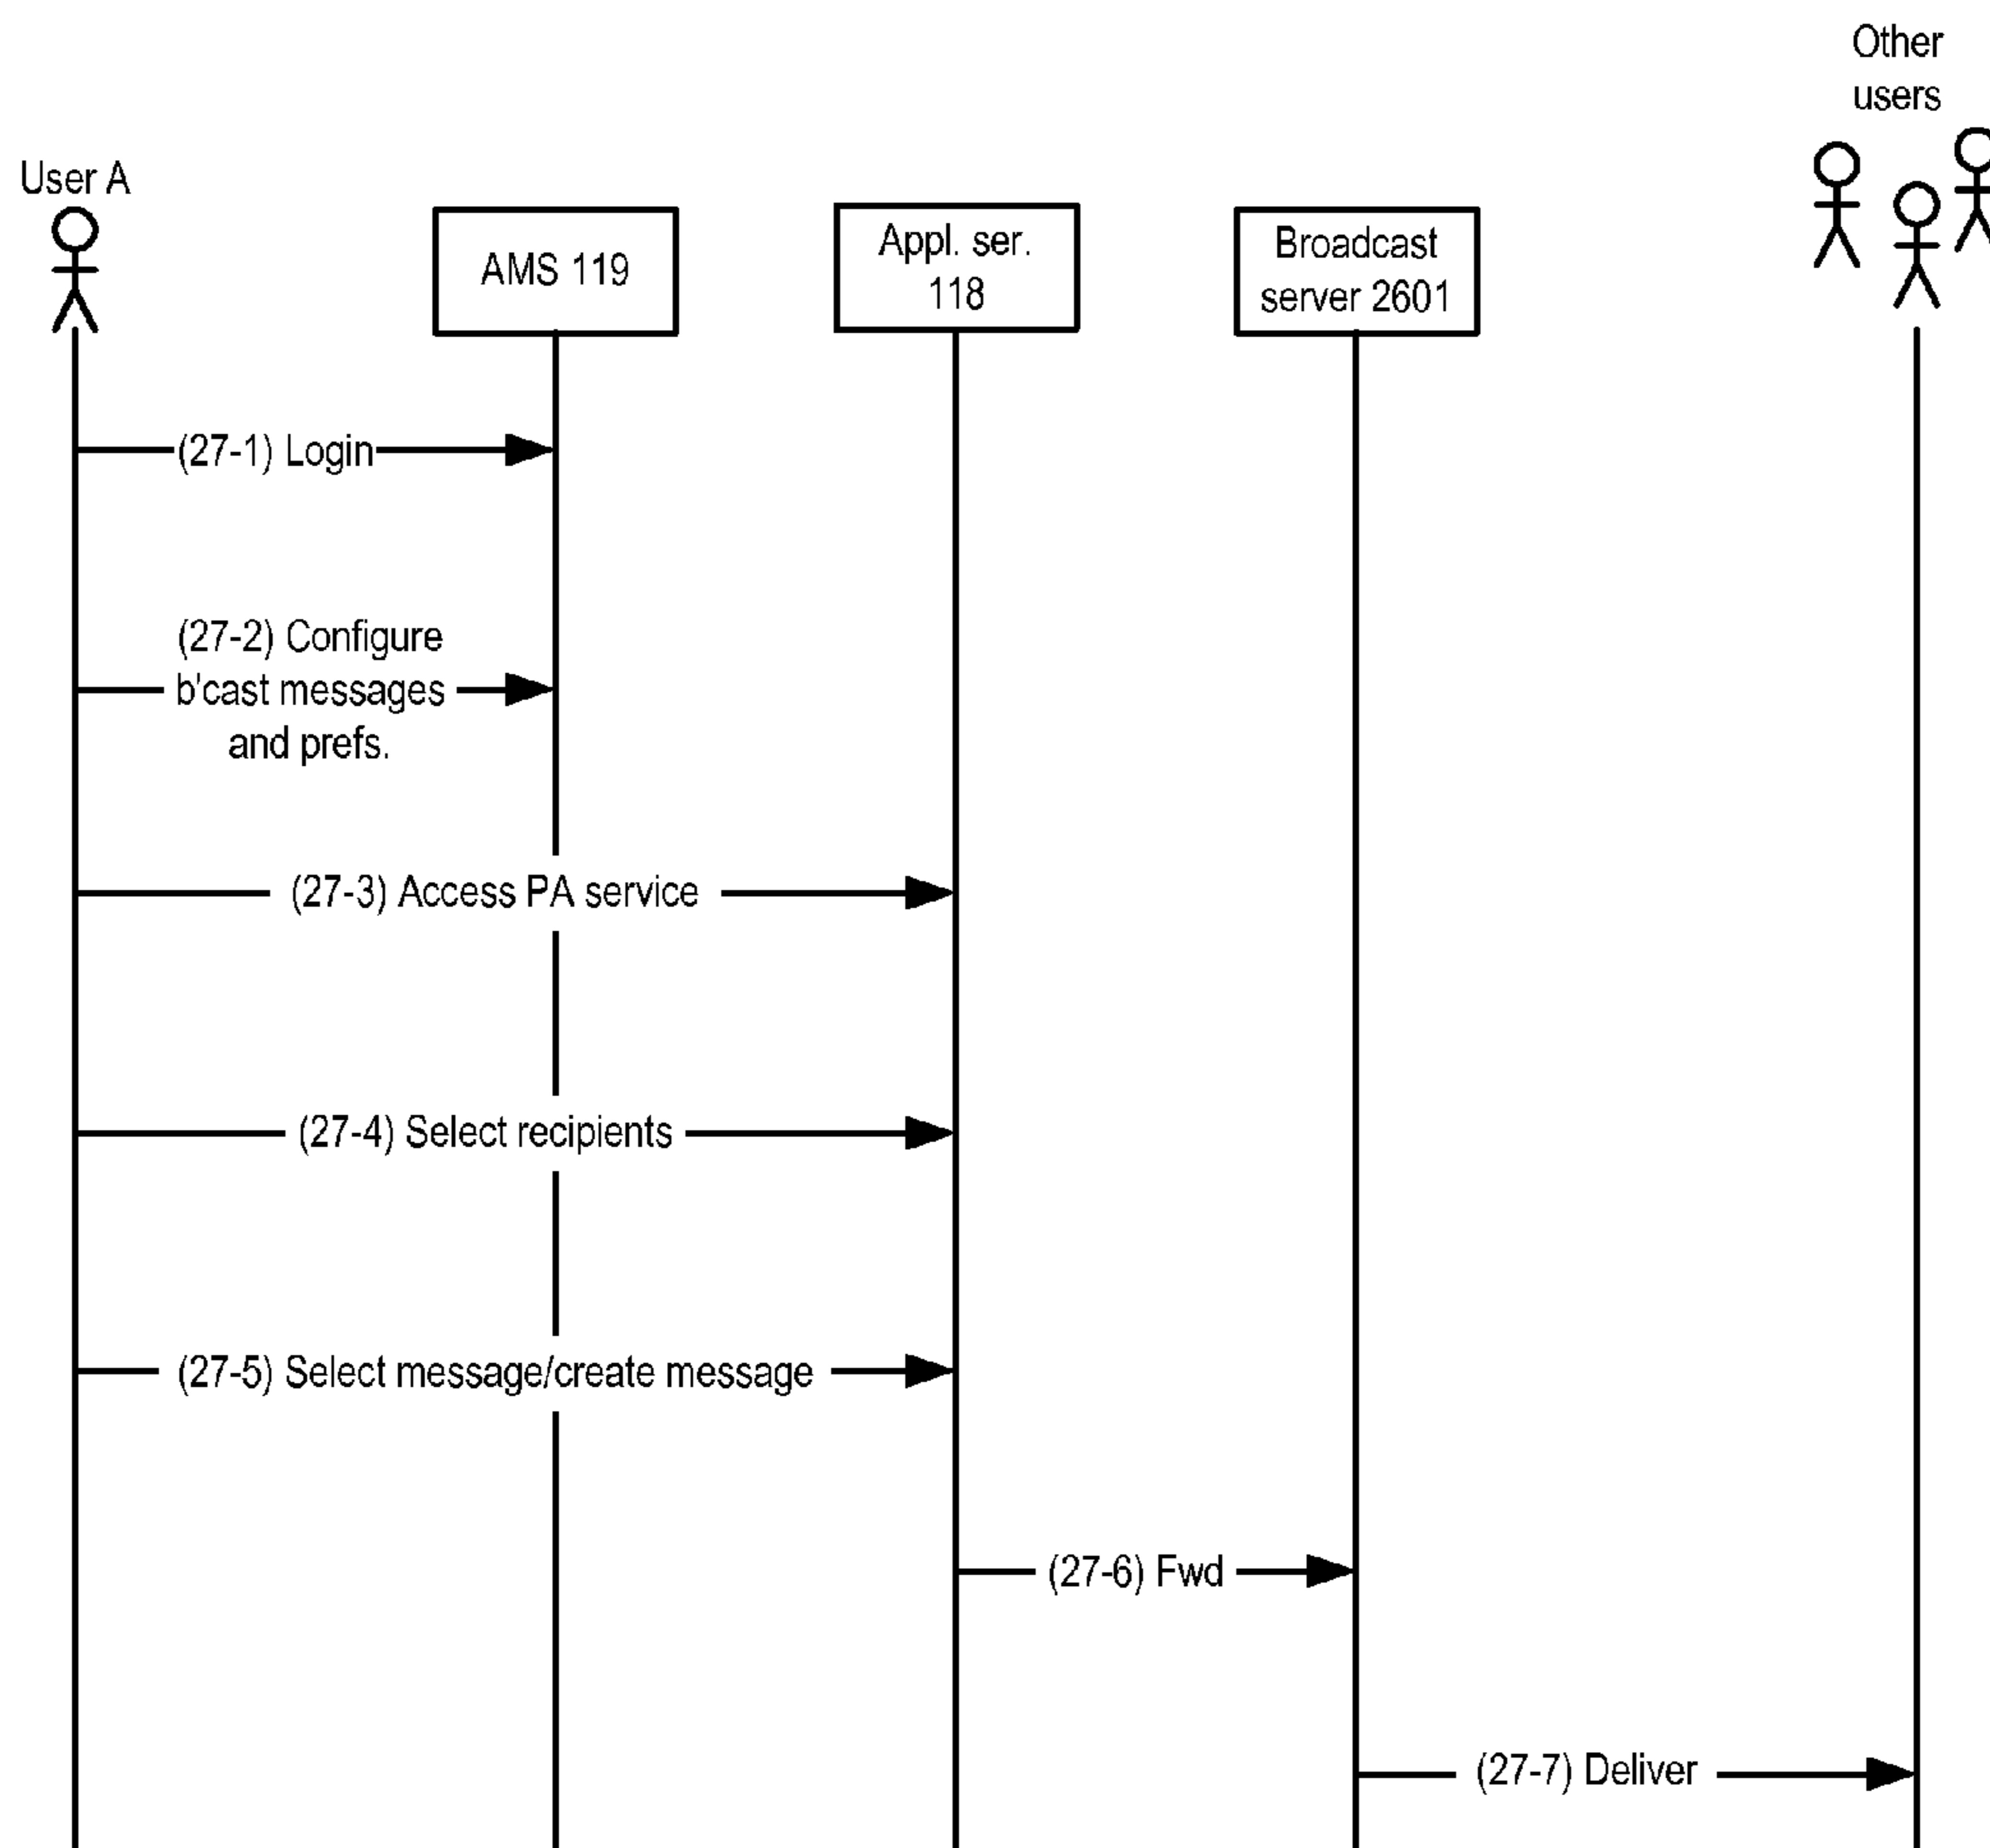 Other
users
User A
AMS 119
Appl. ser.
118
Broadcast
server 2601
(27-1) Login
(27-2) Configure
b'cast messages
and prefs.
(27-3) Access PA service
(27-4) Select recipients
(27-5) Select message/create message
(27-6) Fwd
(27-7) Deliver